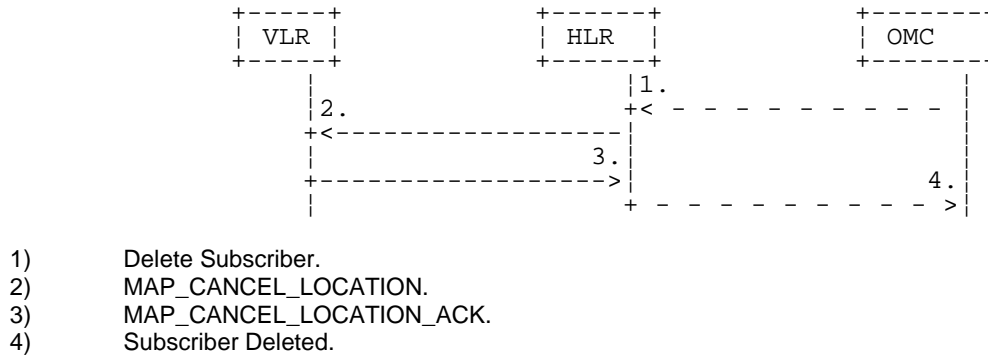 +-----+ +------+ +--------
¦ VLR ¦ ¦ HLR ¦ ¦ OMC
+-----+ +------+ +--------
¦ ¦1. ¦
¦2. +< - - - - - - - - - - ¦
+<------------------¦ ¦
¦ 3.¦ ¦
+------------------>¦ 4.¦
¦ + - - - - - - - - - - >¦
1) Delete Subscriber.
2) MAP_CANCEL_LOCATION.
3) MAP_CANCEL_LOCATION_ACK.
4) Subscriber Deleted.